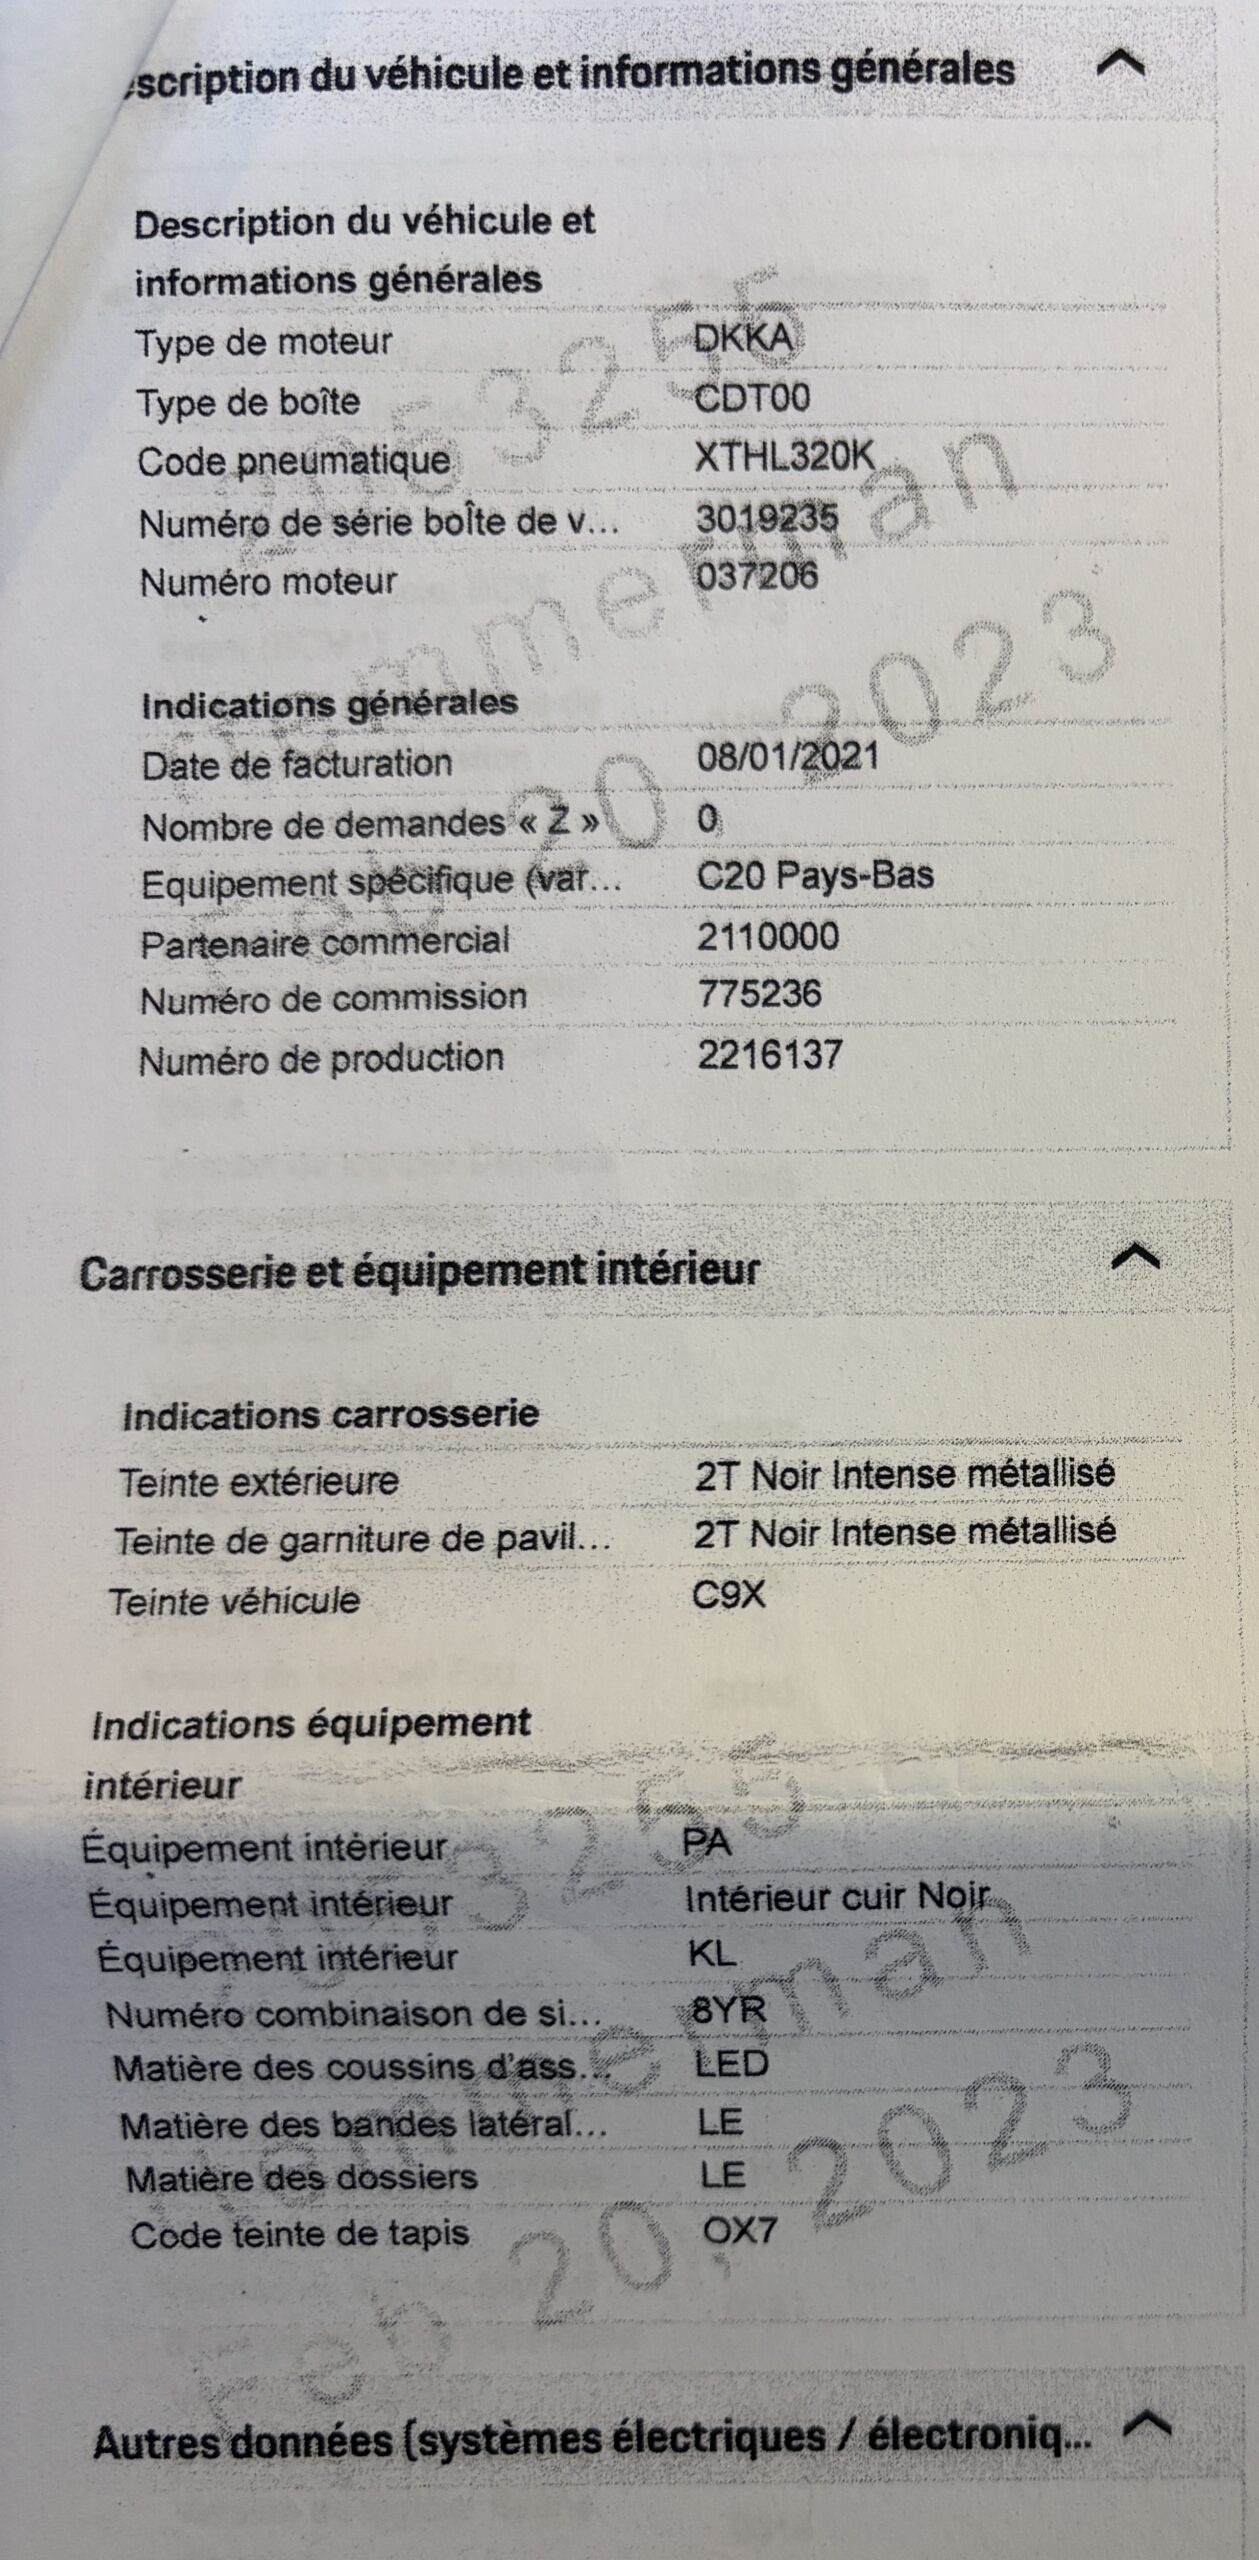 scription du véhicule et informations générales
Description du véhicule et
informations générales
Type de moteur DKKA
Type de boîte CDT00
Code pneumatique XTHL320K
Numéro de série boîte de v... 3019235
Numéro moteur 037206
Indications générales
Date de facturation 08/01/2021
Nombre de demandes « Z » 0
Equipement spécifique (var... C20 Pays-Bas
Partenaire commercial 2110000
Numéro de commission 775236
Numéro de production 2216137
Carrosserie et équipement intérieur
Indications carrosserie
Teinte extérieure 2T Noir Intense métallisé
Teinte de garniture de pavil... 2T Noir Intense métallisé
Teinte véhicule C9X
Indications équipement
intérieur
Équipement intérieur PA
Équipement intérieur Intérieur cuir Noir
Équipement intérieur KL
Numéro combinaison de si... 8YR
Matière des coussins d'ass... LED
Matière des bandes latéral... LE
Matière des dossiers LE
Code teinte de tapis OX7
Feb 20, 2023
Autres données (systèmes électriques / électroniq...